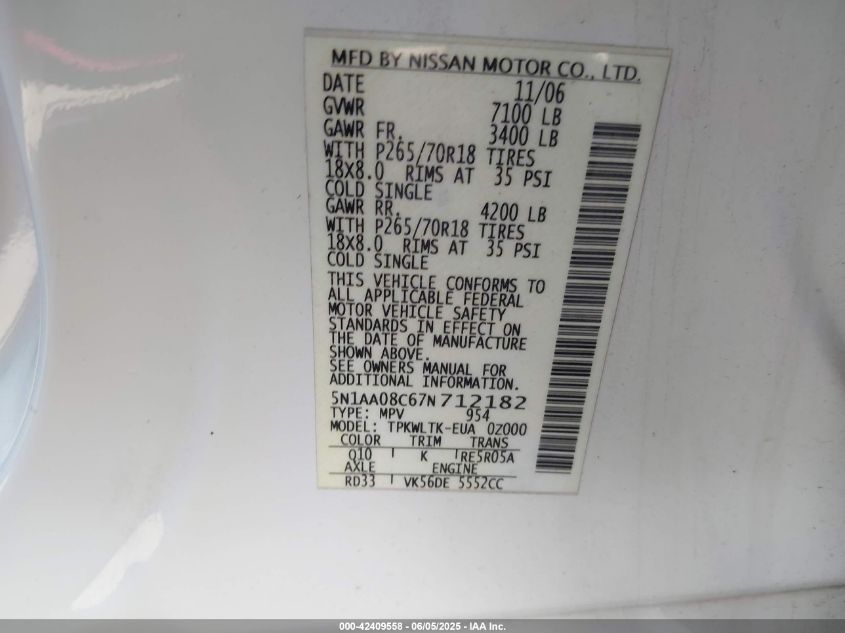 MFD BY NISSAN MOTOR CO., LTD.
DATE 11/06
GVWR 7100 LB
GAWR FR. 3400 LB
WITH P265/70R18 TIRES
18X8.0 RIMS AT 35 PSI
COLD SINGLE
GAWR RR. 4200 LB
WITH P265/70R18 TIRES
18X8.0 RIMS AT 35 PSI
COLD SINGLE
THIS VEHICLE CONFORMS TO
ALL APPLICABLE FEDERAL
MOTOR VEHICLE SAFETY
STANDARDS IN EFFECT ON
THE DATE OF MANUFACTURE
SHOWN ABOVE.
SEE OWNERS MANUAL FOR
ADDITIONAL INFORMATION.
5N1AA08C67N712182
TYPE: MPV 954
MODEL: TPKWLTK-EUA 0Z000
COLOR TRIM TRANS
Q10 K RE5R05A
AXLE ENGINE
RD33 VK56DE 5552CC
000-42409558 - 06/05/2025 - IAA Inc.